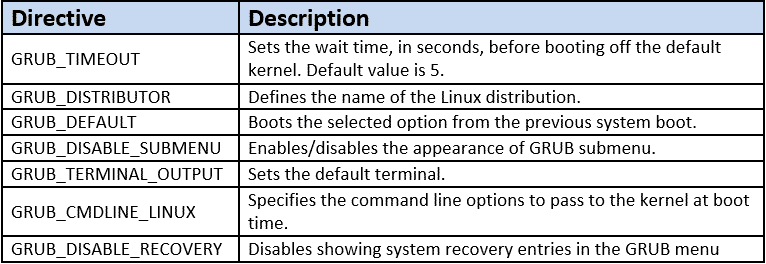 Directive Description
GRUB_TIMEOUT Sets the wait time, in seconds, before booting off the default
kernel. Default value is 5.
GRUB_DISTRIBUTOR Defines the name of the Linux distribution.
GRUB_DEFAULT Boots the selected option from the previous system boot.
GRUB_DISABLE_SUBMENU Enables/disables the appearance of GRUB submenu.
GRUB_TERMINAL_OUTPUT Sets the default terminal.
GRUB_CMDLINE_LINUX Specifies the command line options to pass to the kernel at boot
time.
GRUB_DISABLE_RECOVERY Disables showing system recovery entries in the GRUB menu